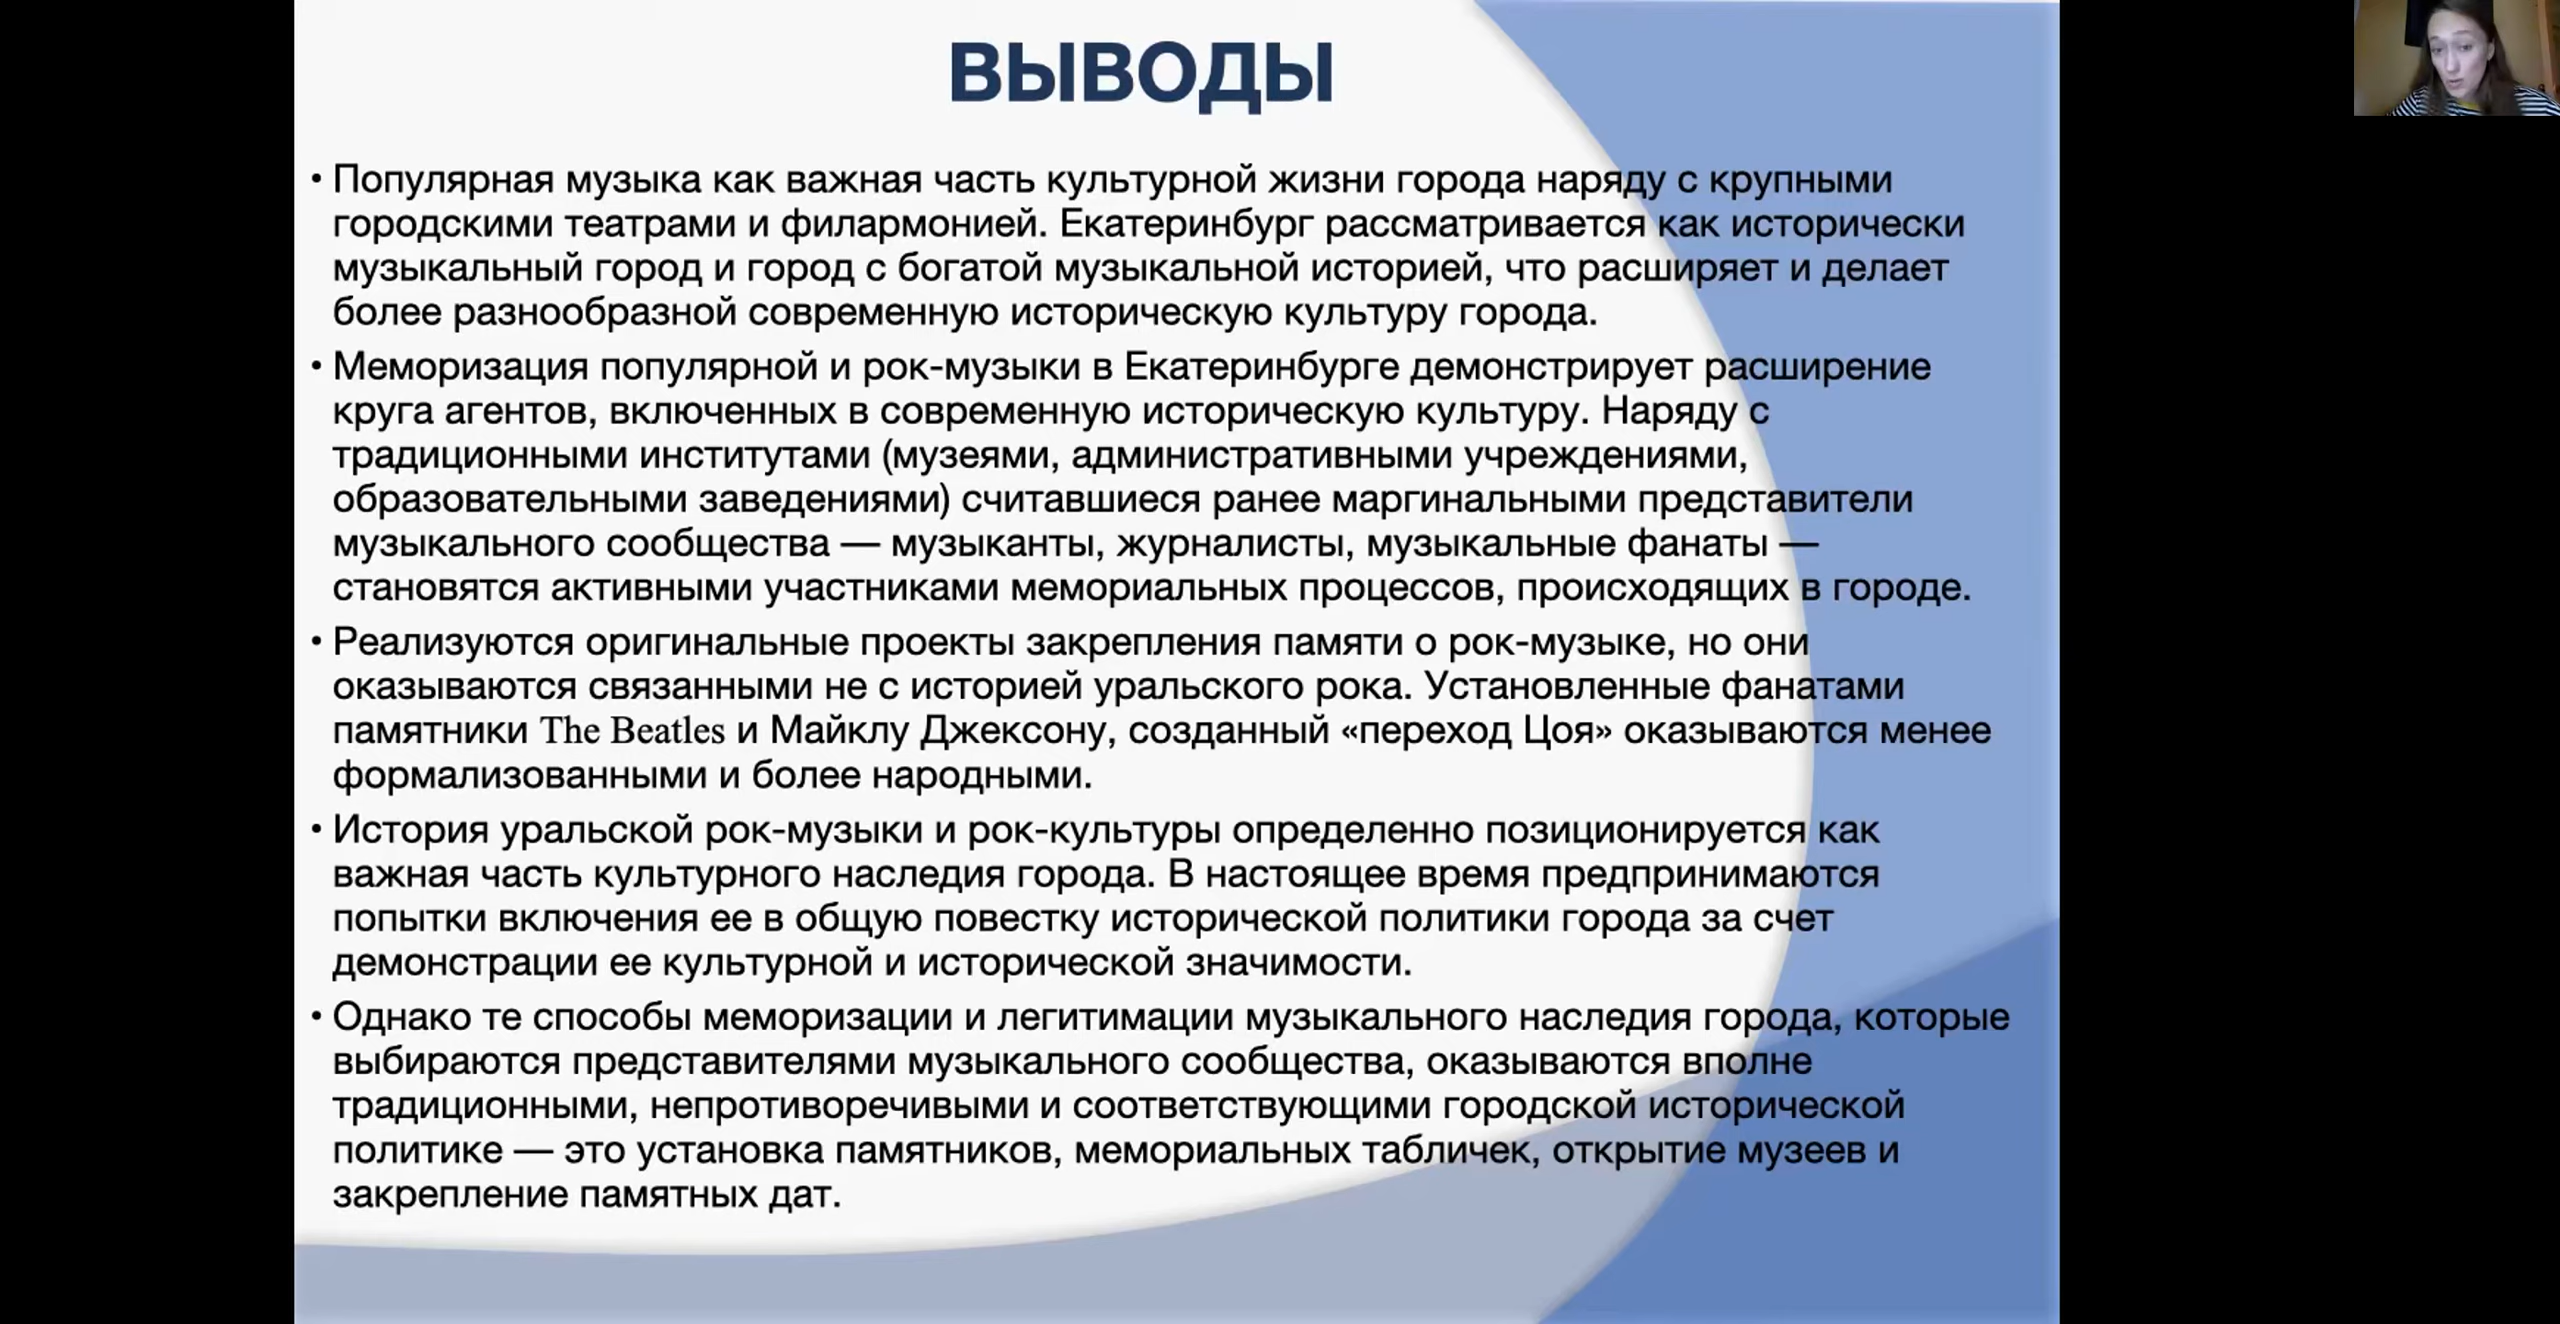 ВЫВОДЫ
• Популярная музыка как важная часть культурной жизни города наряду с крупными
городскими театрами и филармонией. Екатеринбург рассматривается как исторически
музыкальный город и город с богатой музыкальной историей, что расширяет и делает
более разнообразной современную историческую культуру города.
• Меморизация популярной и рок-музыки в Екатеринбурге демонстрирует расширение
круга агентов, включенных в современную историческую культуру. Наряду с
традиционными институтами (музеями, административными учреждениями,
образовательными заведениями) считавшиеся ранее маргинальными представители
музыкального сообщества — музыканты, журналисты, музыкальные фанаты —
становятся активными участниками мемориальных процессов, происходящих в городе.
• Реализуются оригинальные проекты закрепления памяти о рок-музыке, но они
оказываются связанными не с историей уральского рока. Установленные фанатами
памятники The Beatles и Майклу Джексону, созданный «переход Цоя» оказываются менее
формализованными и более народными.
• История уральской рок-музыки и рок-культуры определенно позиционируется как
важная часть культурного наследия города. В настоящее время предпринимаются
попытки включения ее в общую повестку исторической политики города за счет
демонстрации ее культурной и исторической значимости.
• Однако те способы меморизации и легитимации музыкального наследия города, которые
выбираются представителями музыкального сообщества, оказываются вполне
традиционными, непротиворечивыми и соответствующими городской исторической
политике — это установка памятников, мемориальных табличек, открытие музеев и
закрепление памятных дат.